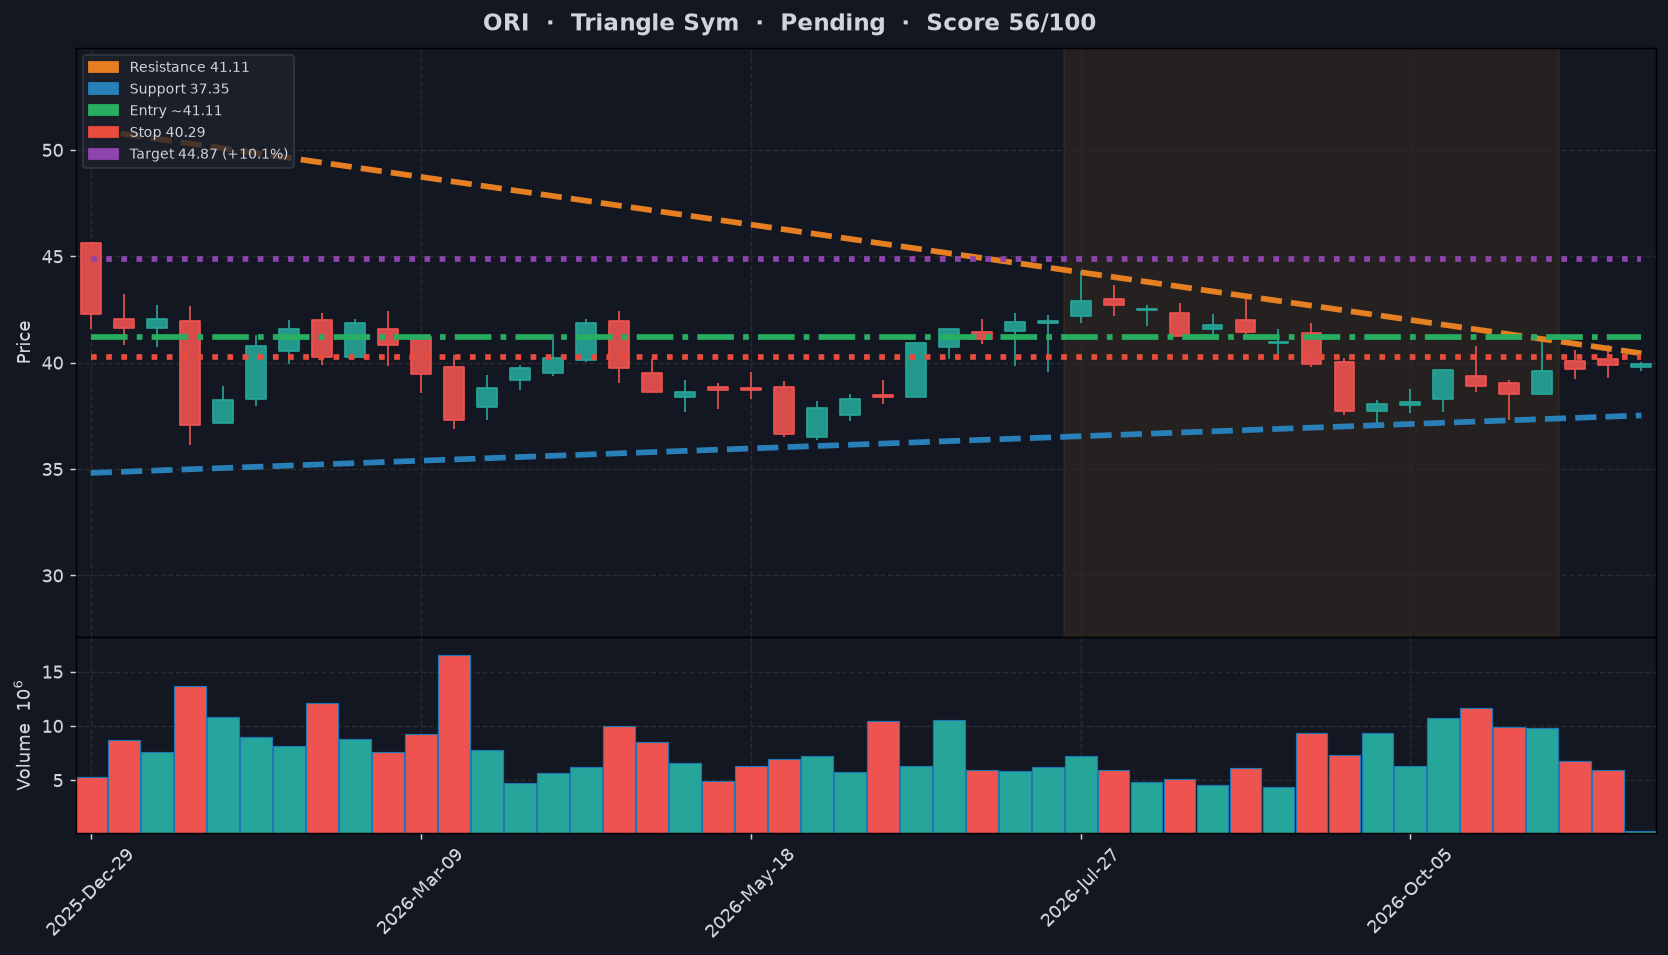 ORI · Triangle Sym · Pending · Score 56/100
Resistance 41.11
Support 37.35
Entry ~41.11
Stop 40.29
Target 44.87 (+10.1%)
Price
50
45
40
35
30
Volume 10⁶
15
10
5
2025-Dec-29
2026-Mar-09
2026-May-18
2026-Jul-27
2026-Oct-05